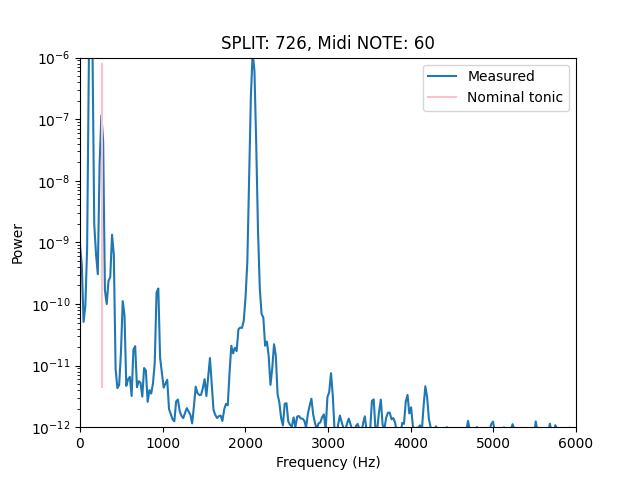 SPLIT: 726, Midi NOTE: 60
Measured
Nominal tonic
10⁻⁶
10⁻⁷
10⁻⁸
10⁻⁹
10⁻¹⁰
10⁻¹¹
10⁻¹²
Power
0 1000 2000 3000 4000 5000 6000
Frequency (Hz)